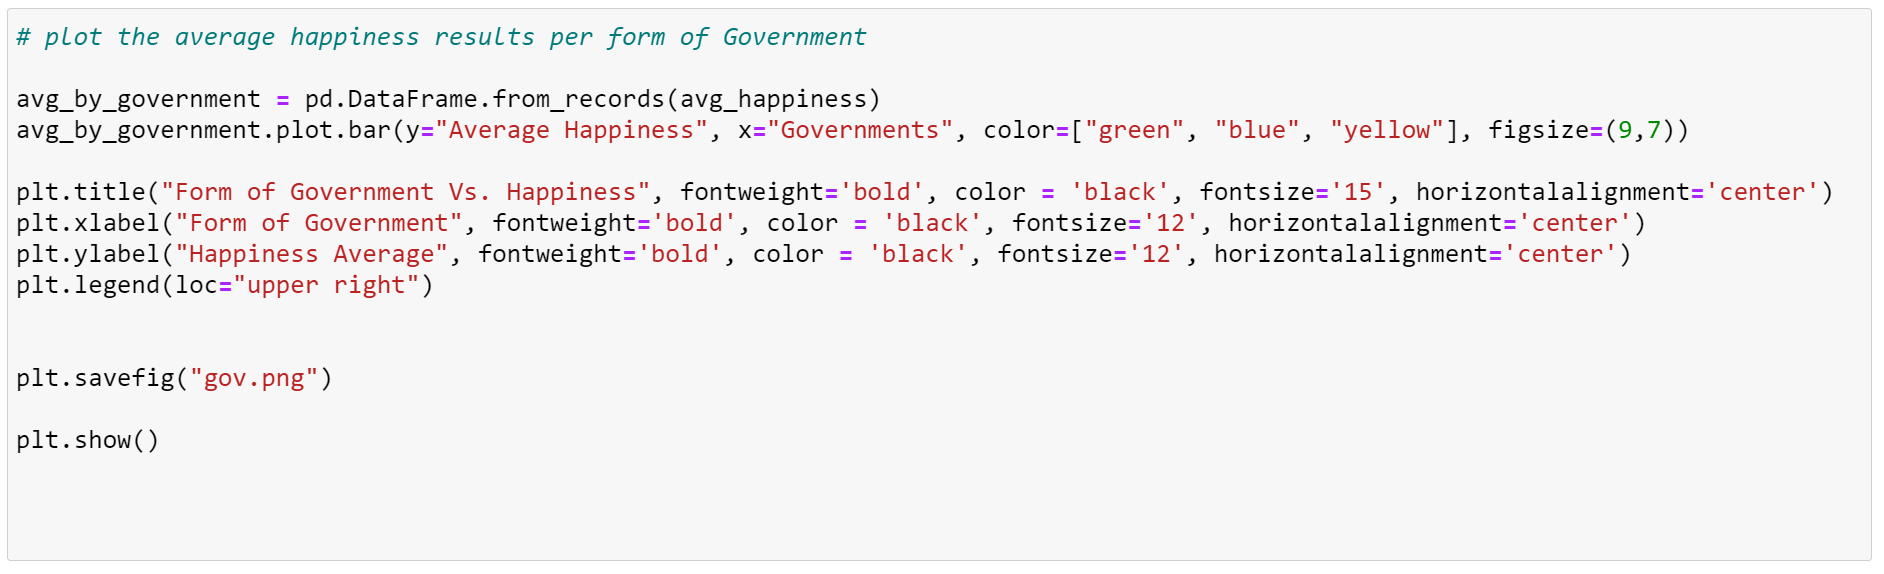 # plot the average happiness results per form of Government
avg_by_government = pd.DataFrame.from_records(avg_happiness)
avg_by_government.plot.bar(y="Average Happiness", x="Governments", color=["green", "blue", "yellow"], figsize=(9,7))
plt.title("Form of Government Vs. Happiness", fontweight='bold', color = 'black', fontsize='15', horizontalalignment='center')
plt.xlabel("Form of Government", fontweight='bold', color = 'black', fontsize='12', horizontalalignment='center')
plt.ylabel("Happiness Average", fontweight='bold', color = 'black', fontsize='12', horizontalalignment='center')
plt.legend(loc="upper right")
plt.savefig("gov.png")
plt.show()